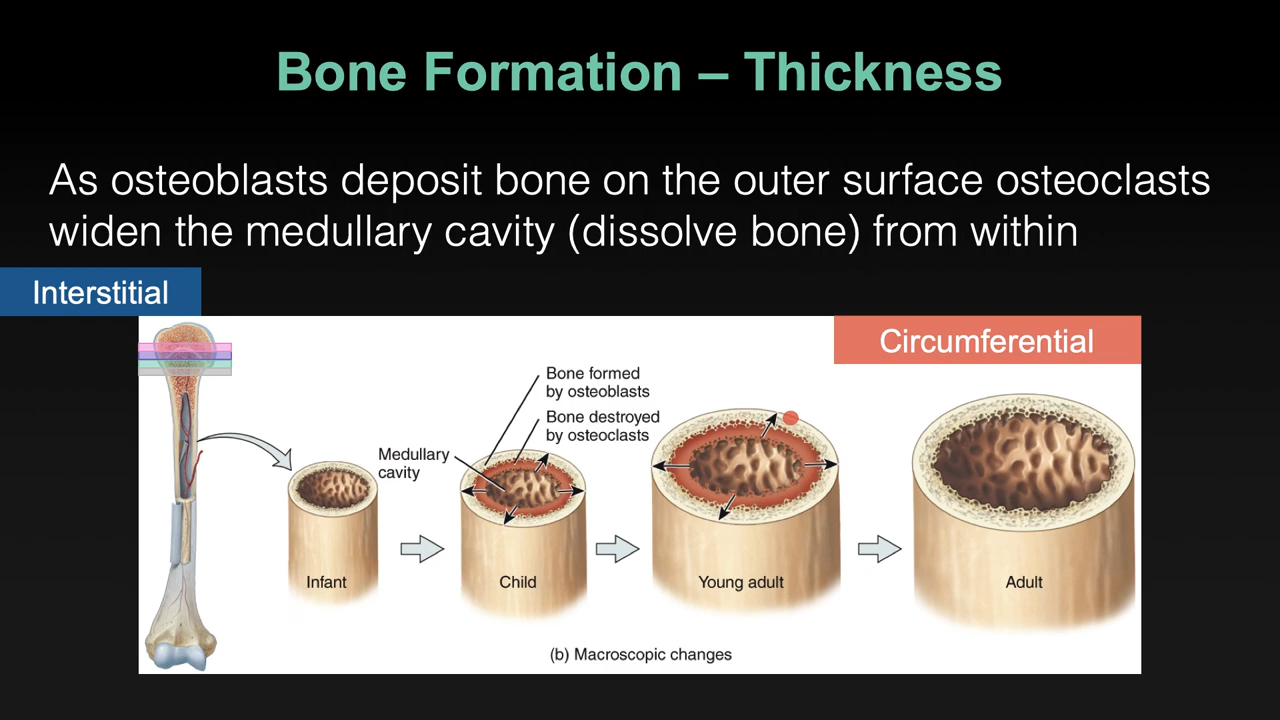 Bone Formation – Thickness
As osteoblasts deposit bone on the outer surface osteoclasts
widen the medullary cavity (dissolve bone) from within
Interstitial
Circumferential
Bone formed
by osteoblasts
Bone destroyed
by osteoclasts
Medullary
cavity
Infant
Child
Young adult
Adult
(b) Macroscopic changes